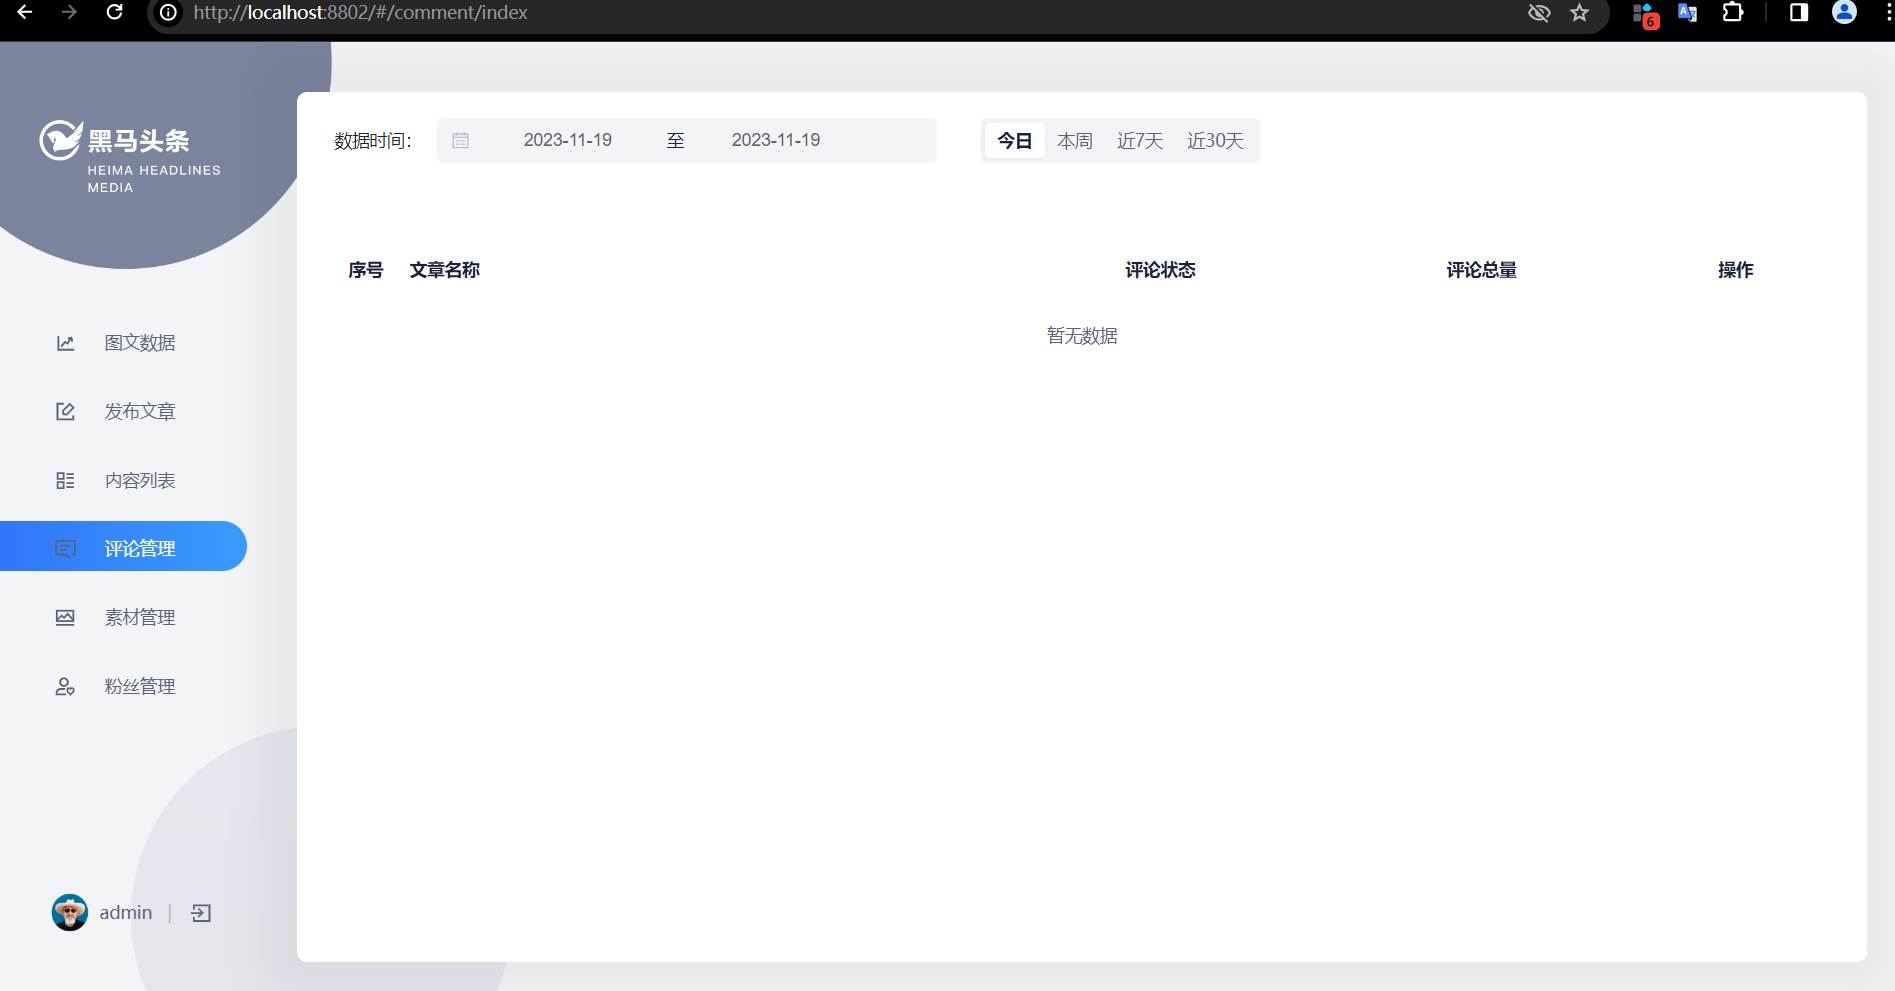 http://localhost:8802/#/comment/index
6
黑马头条
HEIMA HEADLINES
MEDIA
数据时间：
2023-11-19 至 2023-11-19
今日 本周 近7天 近30天
序号 文章名称 评论状态 评论总量 操作
暂无数据
图文数据
发布文章
内容列表
评论管理
素材管理
粉丝管理
admin |